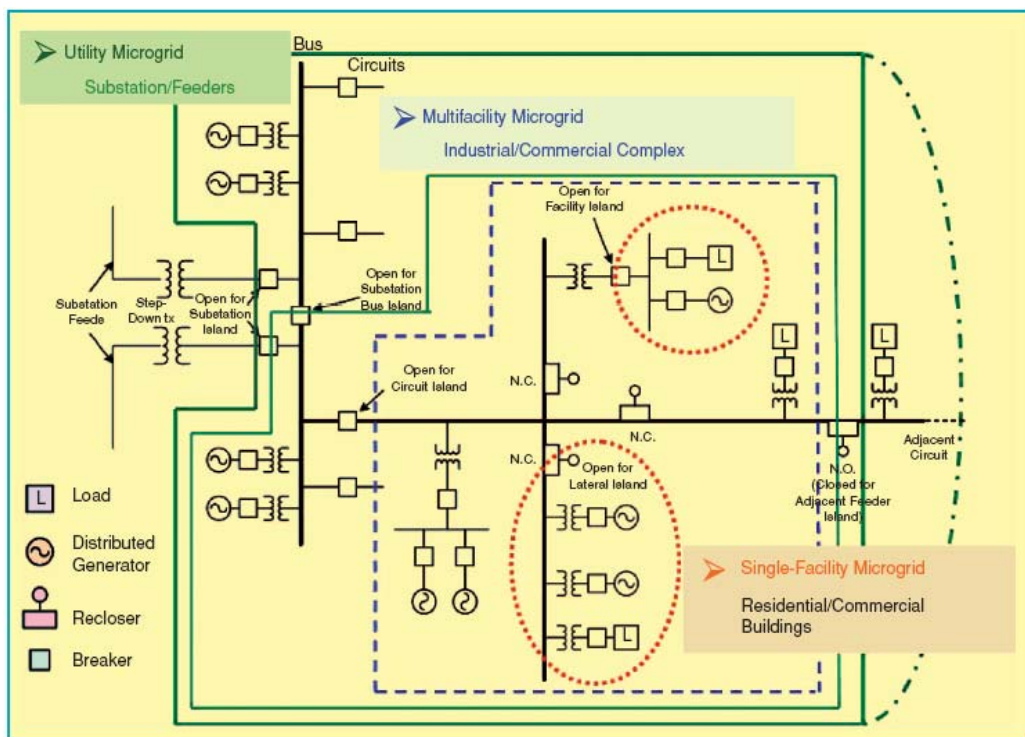 Utility Microgrid
Substation/Feeders
Bus
Circuits
Multifacility Microgrid
Industrial/Commercial Complex
Open for
Facility Island
L
Substation
Feede
Step-
Down tx
Open for
Substation
Island
Open for
Substation
Bus Island
Open for
Circuit Island
N.C.
N.C.
L
L
N.C.
Open for
Lateral Island
N.O.
(Closed for
Adjacent Feeder
Island)
Adjacent
Circuit
L
Single-Facility Microgrid
Residential/Commercial
Buildings
L
Load
Distributed
Generator
Recloser
Breaker